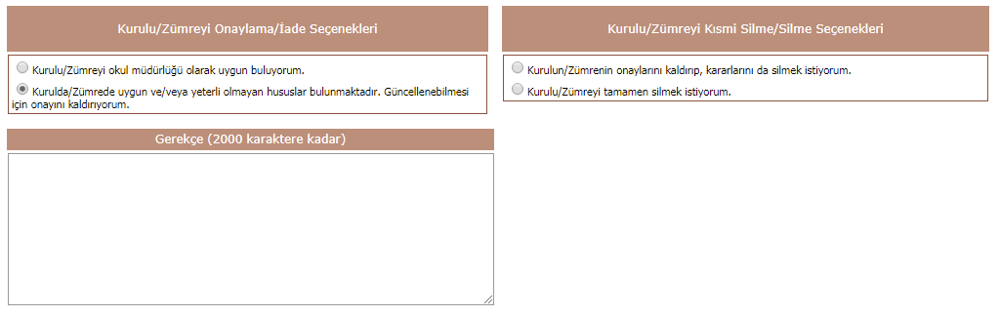 Kurulu/Zümreyi Onaylama/İade Seçenekleri
Kurulu/Zümreyi okul müdürlüğü olarak uygun buluyorum.
Kurulda/Zümrede uygun ve/veya yeterli olmayan hususlar bulunmaktadır. Güncellenebilmesi
için onayını kaldırıyorum.
Kurulu/Zümreyi Kısmi Silme/Silme Seçenekleri
Kurulun/Zümrenin onaylarını kaldırıp, kararlarını da silmek istiyorum.
Kurulu/Zümreyi tamamen silmek istiyorum.
Gerekçe (2000 karaktere kadar)